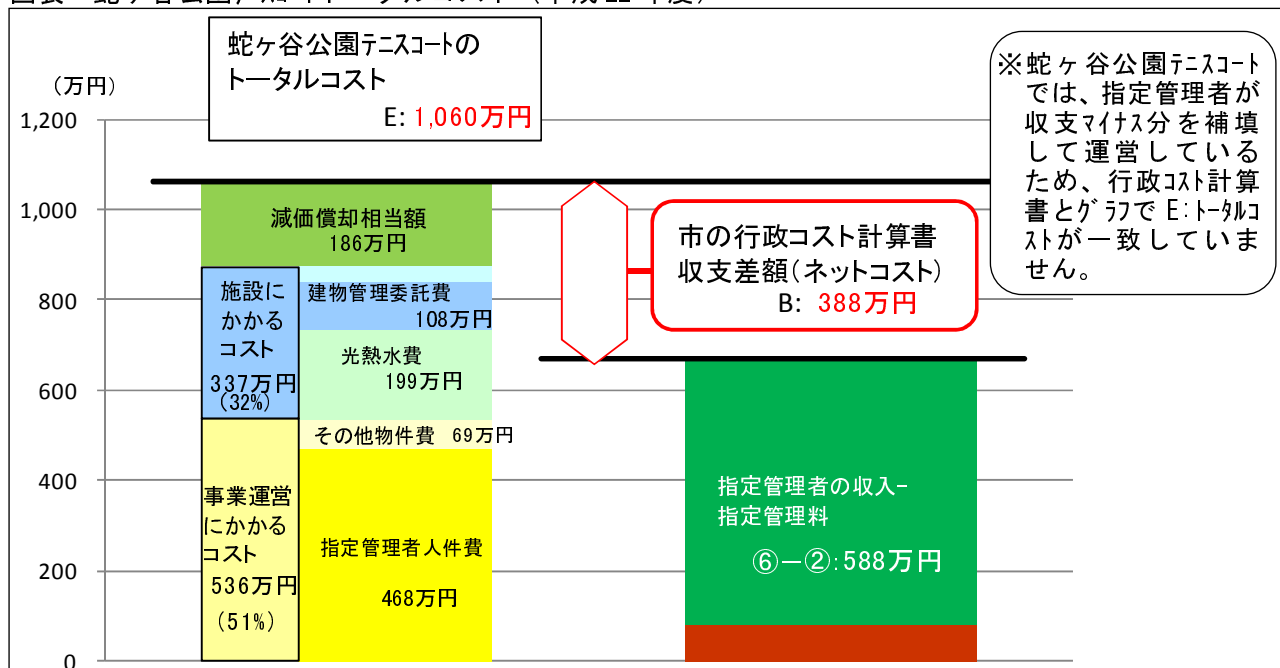 蛇ヶ谷公園テニスコートの
トータルコスト
E: 1,060万円
（万円）
※蛇ヶ谷公園テニスコート
では、指定管理者が
収支マイナス分を補填
して運営している
ため、行政コスト計算
書とグラフでE:トータルコ
ストが一致していま
せん。
1,200
1,000
800
600
400
200
0
減価償却相当額
186万円
施設に
かかる
コスト
337万円
(32%)
建物管理委託費
108万円
光熱水費
199万円
その他物件費 69万円
事業運営
にかかる
コスト
536万円
(51%)
指定管理者人件費
468万円
市の行政コスト計算書
収支差額(ネットコスト)
B: 388万円
指定管理者の収入-
指定管理料
⑥－②:588万円